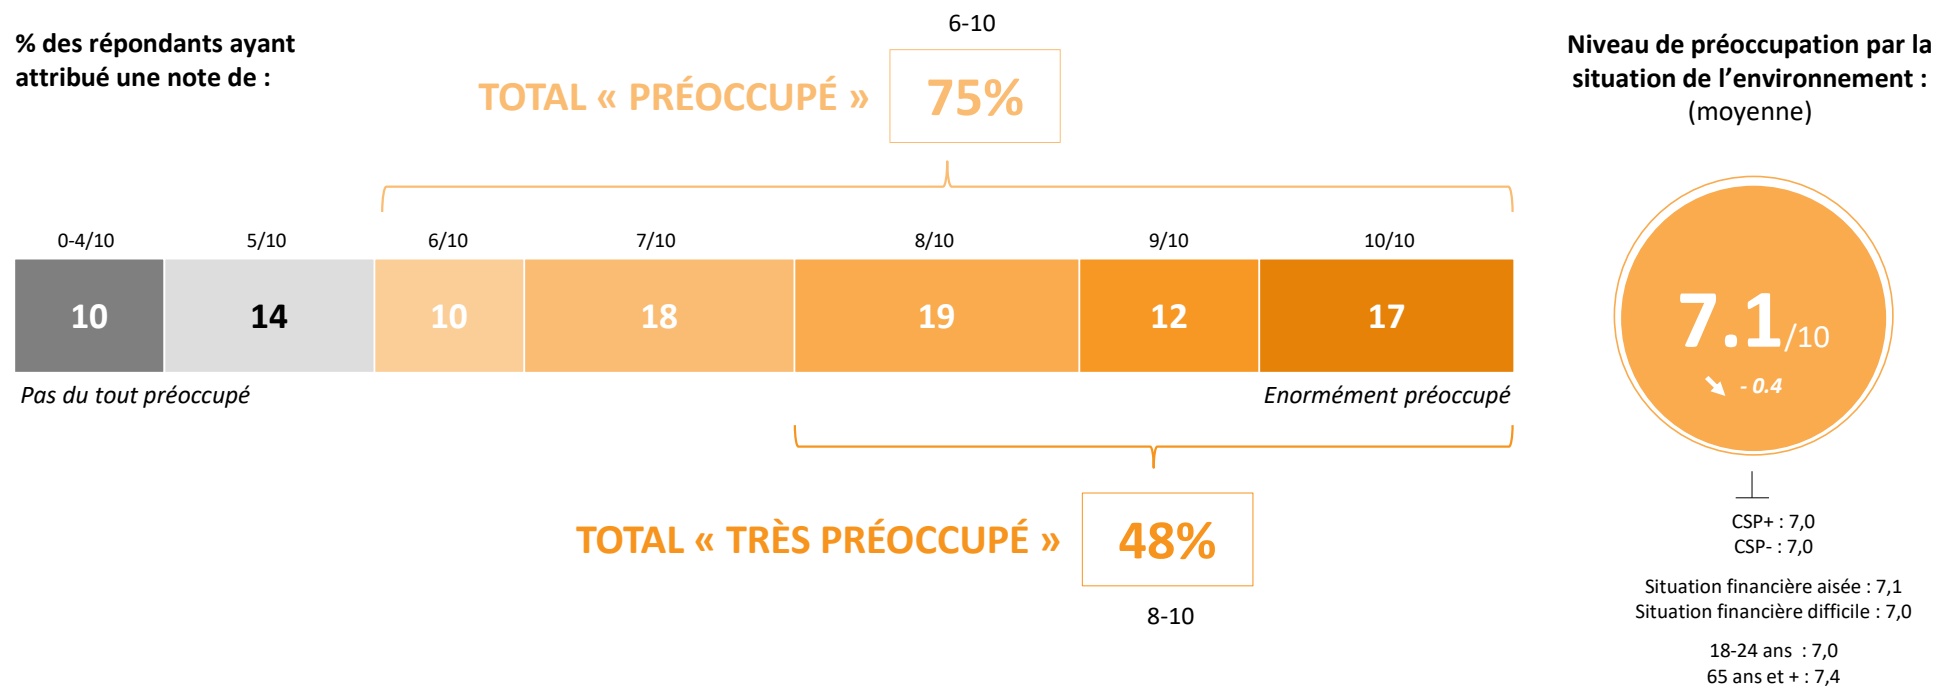 % des répondants ayant
attribué une note de :
6-10
TOTAL « PRÉOCCUPÉ »
75%
Niveau de préoccupation par la
situation de l’environnement :
(moyenne)
0-4/10
5/10
6/10
7/10
8/10
9/10
10/10
10
14
10
18
19
12
17
Pas du tout préoccupé
Enormément préoccupé
7.1/10
- 0.4
TOTAL « TRÈS PRÉOCCUPÉ »
48%
8-10
CSP+ : 7,0
CSP- : 7,0
Situation financière aisée : 7,1
Situation financière difficile : 7,0
18-24 ans : 7,0
65 ans et + : 7,4